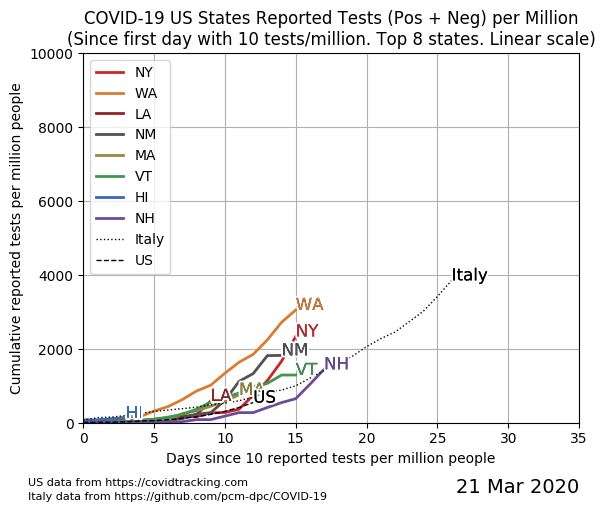 COVID-19 US States Reported Tests (Pos + Neg) per Million
(Since first day with 10 tests/million. Top 8 states. Linear scale)
Cumulative reported tests per million people
10000
8000
6000
4000
2000
0
NY
WA
LA
NM
MA
VT
HI
NH
Italy
US
Italy
WA
NY
NM
NH
VT
MA
LA
US
HI
0 5 10 15 20 25 30 35
Days since 10 reported tests per million people
US data from https://covidtracking.com
Italy data from https://github.com/pcm-dpc/COVID-19
21 Mar 2020